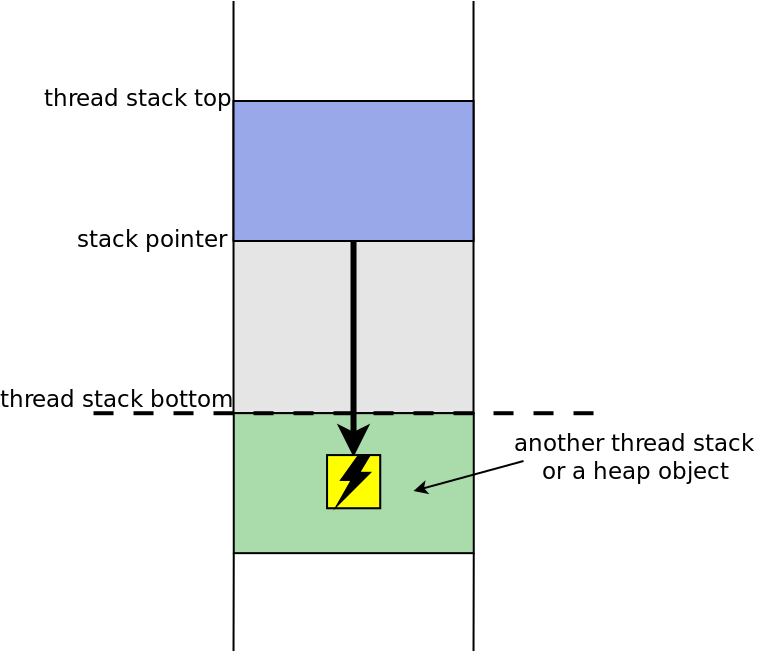 thread stack top
stack pointer
thread stack bottom
another thread stack
or a heap object